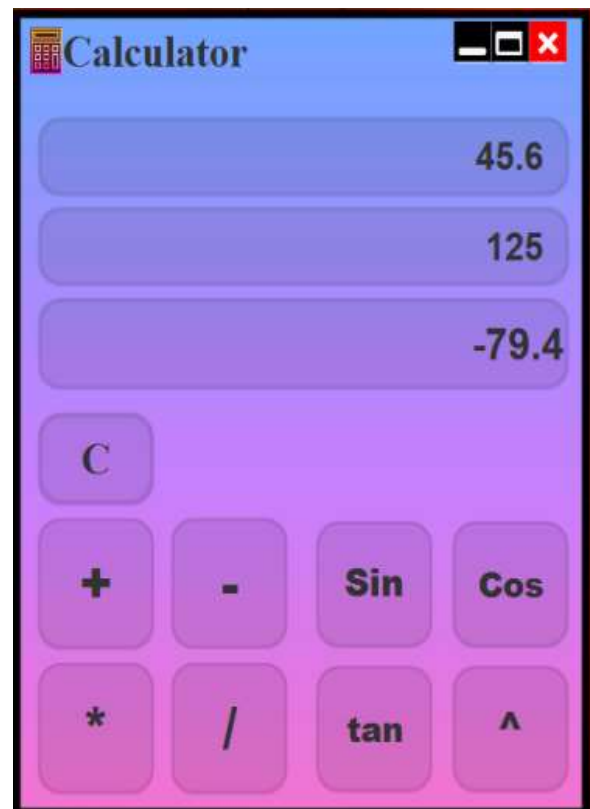 Calculator
45.6
125
-79.4
C
+ - Sin Cos
* / tan ^